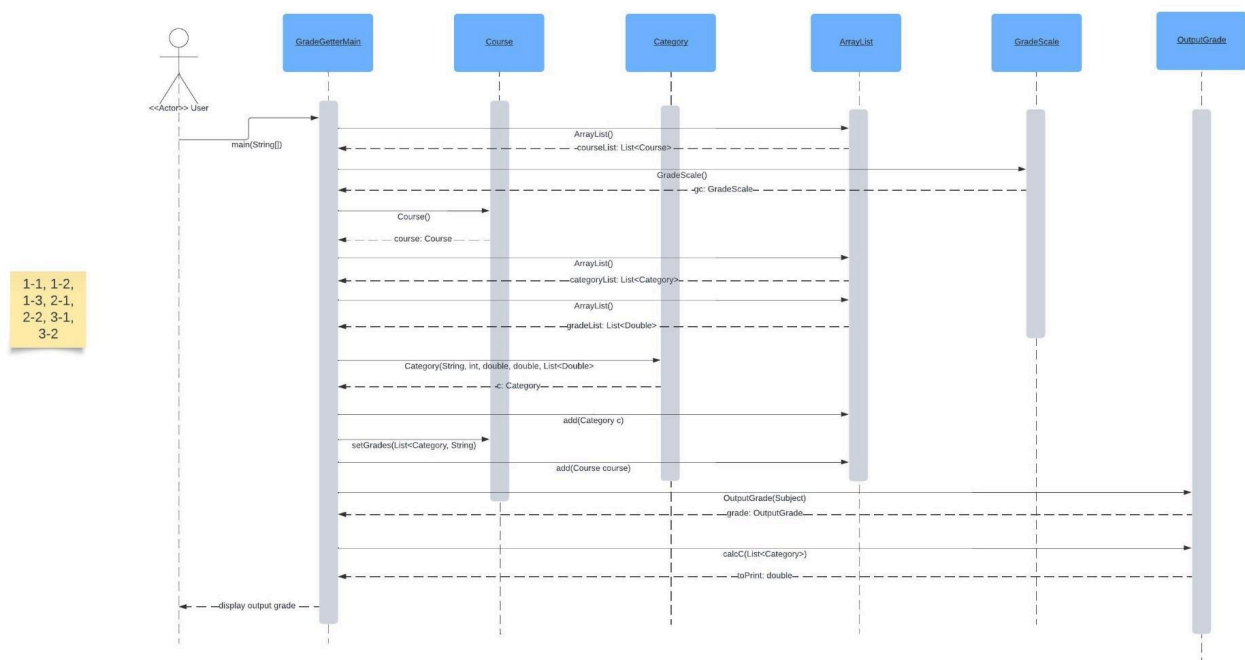 GradeGetterMain
Course
Category
ArrayList
GradeScale
OutputGrade
<<Actor>> User
main(String[])
ArrayList()
courseList: List<Course>
GradeScale()
gc: GradeScale
Course()
course: Course
ArrayList()
categoryList: List<Category>
ArrayList()
gradeList: List<Double>
1-1, 1-2,
1-3, 2-1,
2-2, 3-1,
3-2
Category(String, int, double, double, List<Double>
c: Category
add(Category c)
setGrades(List<Category, String)
add(Course course)
OutputGrade(Subject)
grade: OutputGrade
calcC(List<Category>)
toPrint: double
display output grade